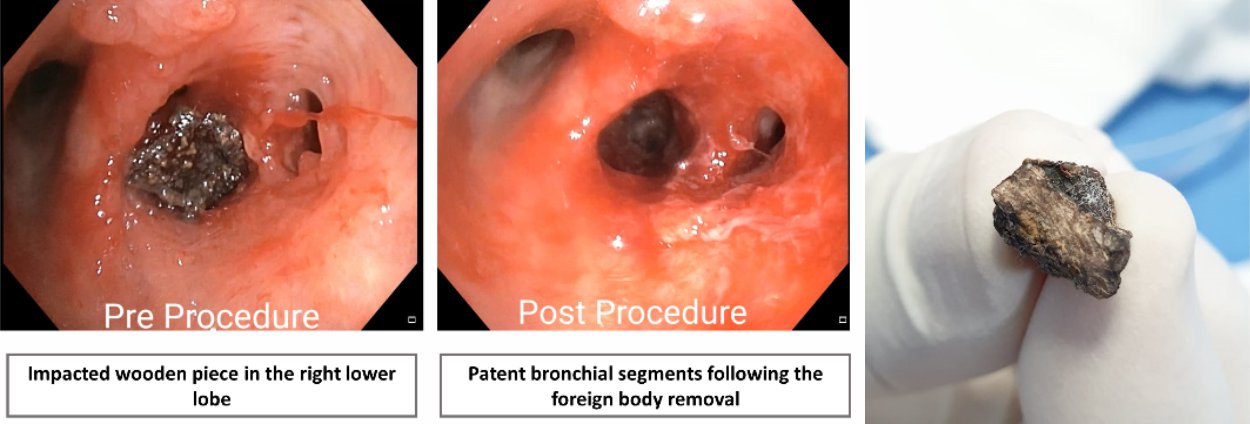 Pre Procedure
Post Procedure
Impacted wooden piece in the right lower
lobe
Patent bronchial segments following the
foreign body removal